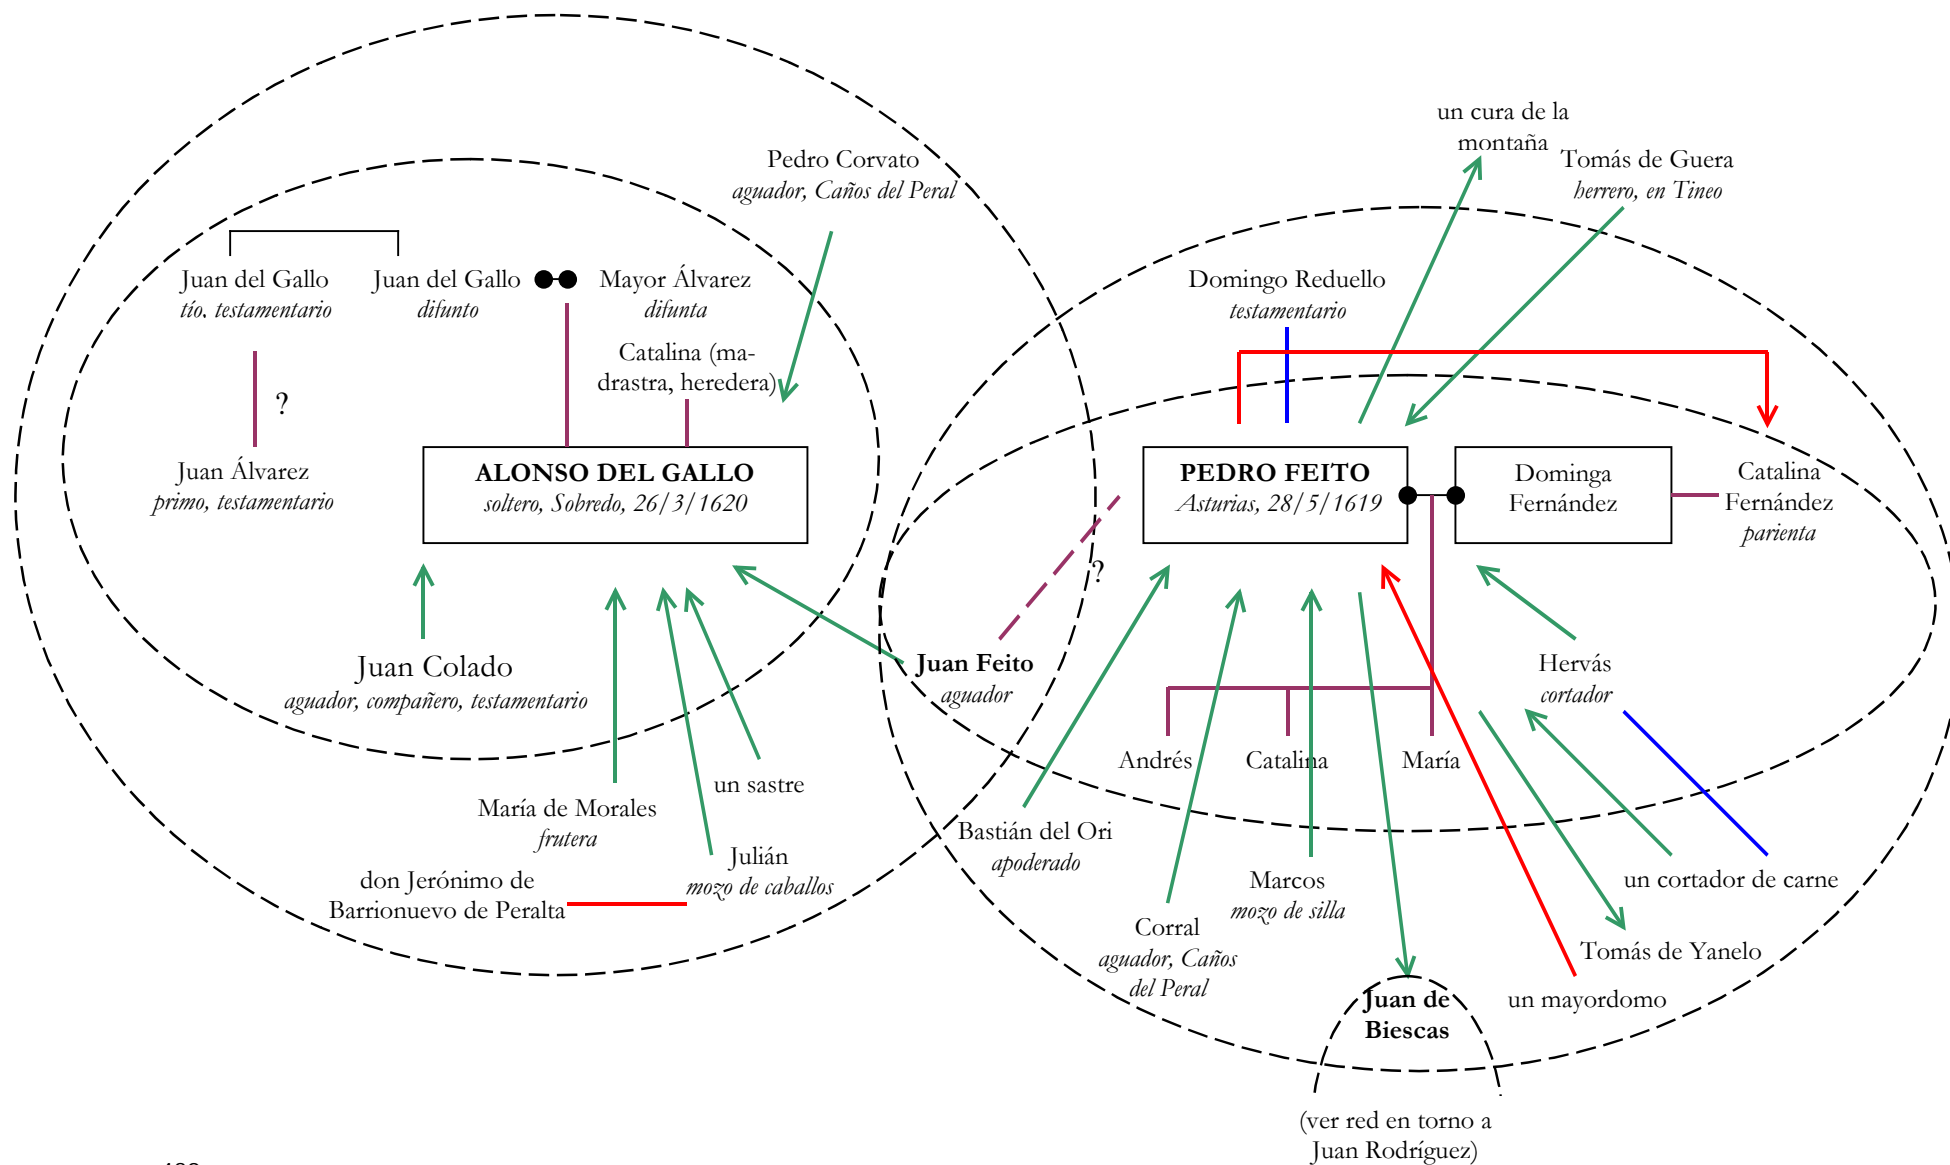 un cura de la
montaña
Pedro Corvato
aguador, Caños del Peral
Tomás de Guera
herrero, en Tineo
Juan del Gallo
tío, testamentario
Juan del Gallo
difunto
Mayor Álvarez
difunta
Domingo Reduello
testamentario
Catalina (ma-
drastra, heredera)
?
Juan Álvarez
primo, testamentario
ALONSO DEL GALLO
soltero, Sobredo, 26/3/1620
PEDRO FEITO
Asturias, 28/5/1619
Dominga
Fernández
Catalina
Fernández
parienta
?
Juan Colado
aguador, compañero, testamentario
Juan Feito
aguador
Hervás
cortador
Andrés
Catalina
María
un sastre
María de Morales
frutera
Julián
mozo de caballos
don Jerónimo de
Barrionuevo de Peralta
Bastián del Ori
apoderado
Marcos
mozo de silla
un cortador de carne
Corral
aguador, Caños
del Peral
Tomás de Yanelo
un mayordomo
Juan de
Biescas
(ver red en torno a
Juan Rodríguez)